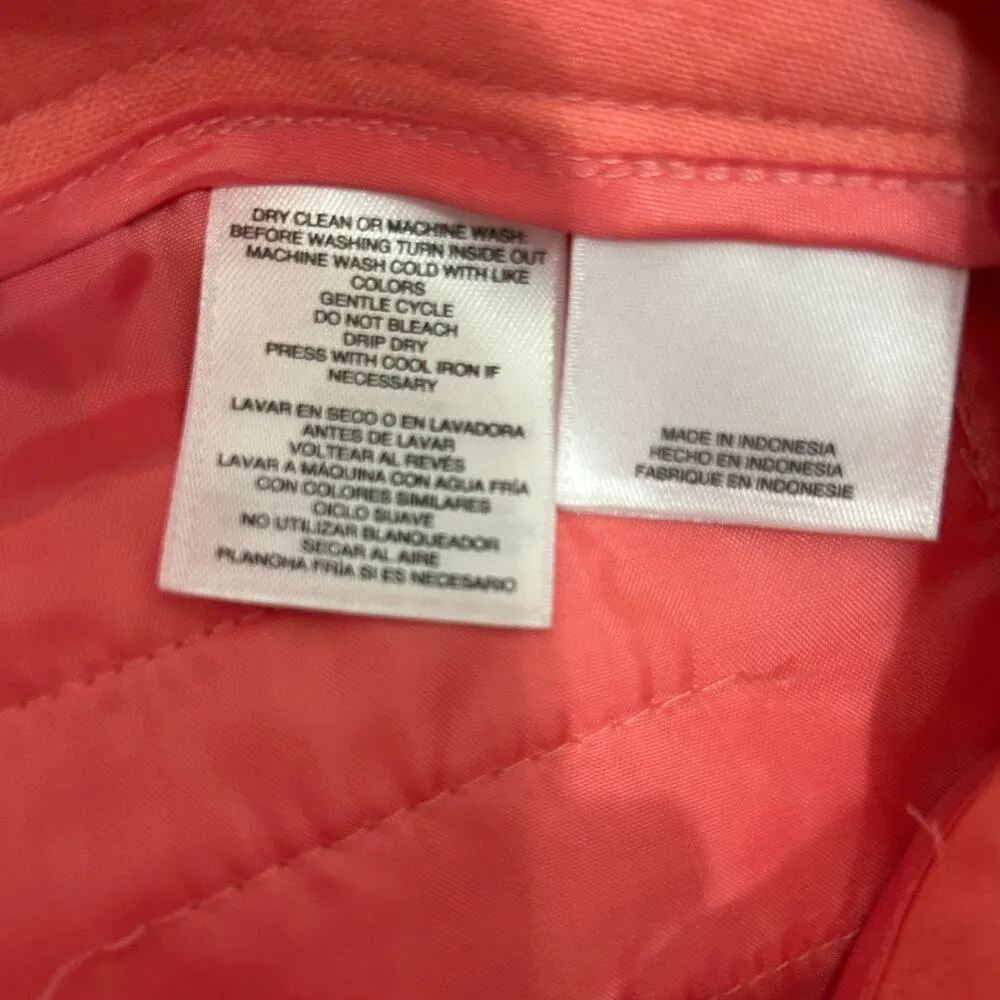 DRY CLEAN OR MACHINE WASH:
BEFORE WASHING TURN INSIDE OUT
MACHINE WASH COLD WITH LIKE
COLORS
GENTLE CYCLE
DO NOT BLEACH
DRIP DRY
PRESS WITH COOL IRON IF
NECESSARY
LAVAR EN SECO O EN LAVADORA
ANTES DE LAVAR
VOLTEAR AL REVÉS
LAVAR A MÁQUINA CON AGUA FRÍA
CON COLORES SIMILARES
CICLO SUAVE
NO UTILIZAR BLANQUEADOR
SECAR AL AIRE
PLANCHA FRÍA SI ES NECESARIO
MADE IN INDONESIA
HECHO EN INDONESIA
FABRIQUE EN INDONESIE